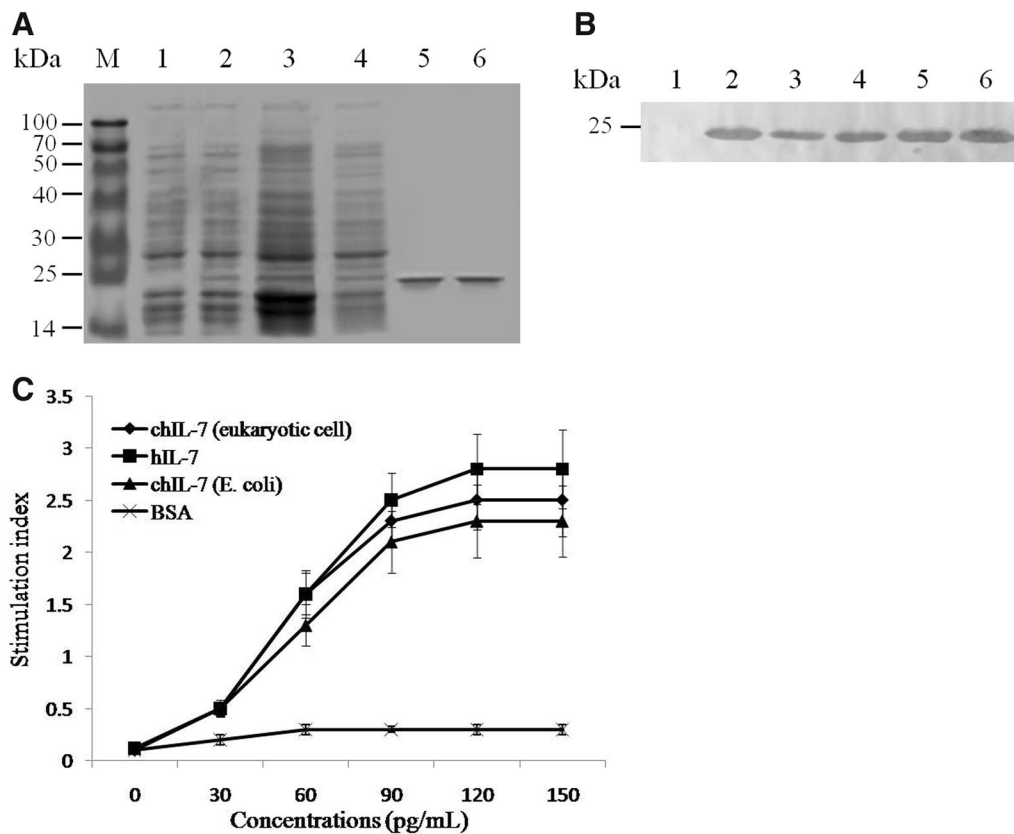 A
kDa M 1 2 3 4 5 6
100
70
50
40
30
25
14
B
kDa 1 2 3 4 5 6
25
C
3.5
3
2.5
2
1.5
1
0.5
0
Stimulation index
chIL-7 (eukaryotic cell)
hIL-7
chIL-7 (E. coli)
BSA
0 30 60 90 120 150
Concentrations (pg/mL)